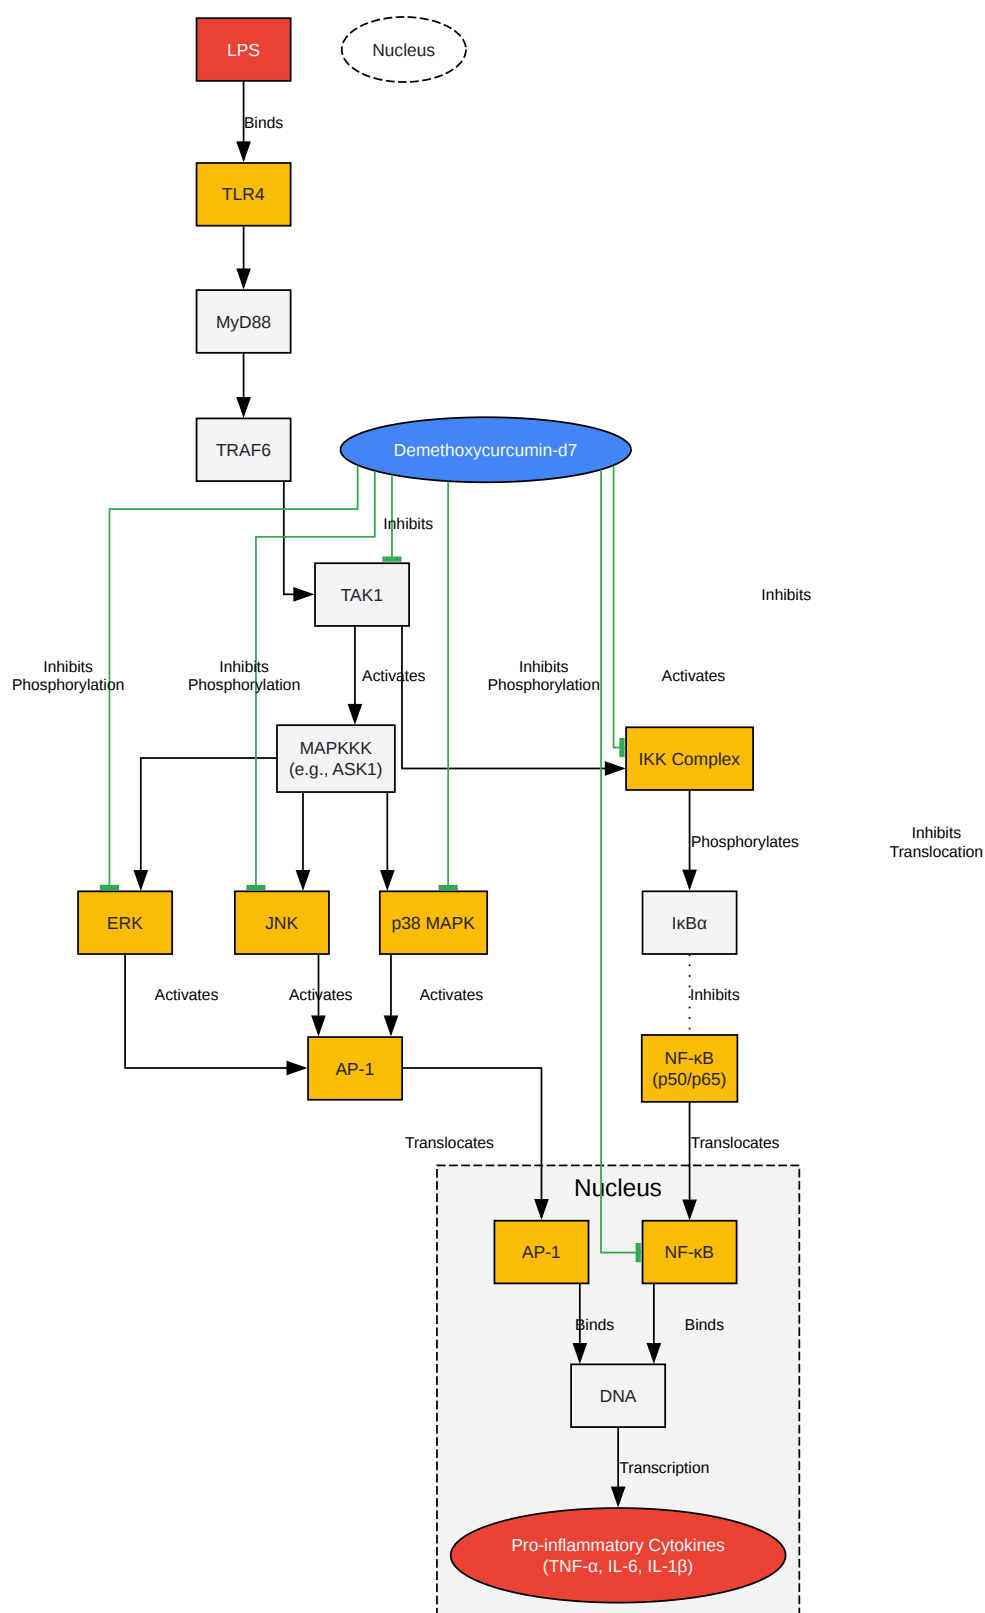 LPS
Nucleus
Binds
TLR4
MyD88
TRAF6
Demethoxycurcumin-d7
Inhibits
TAK1
Inhibits
Inhibits
Phosphorylation
Inhibits
Phosphorylation
Activates
Inhibits
Phosphorylation
Activates
MAPKKK
(e.g., ASK1)
IKK Complex
Phosphorylates
Inhibits
Translocation
ERK
JNK
p38 MAPK
IκBα
Activates
Activates
Activates
Inhibits
AP-1
NF-κB
(p50/p65)
Translocates
Translocates
Nucleus
AP-1
NF-κB
Binds
Binds
DNA
Transcription
Pro-inflammatory Cytokines
(TNF-α, IL-6, IL-1β)